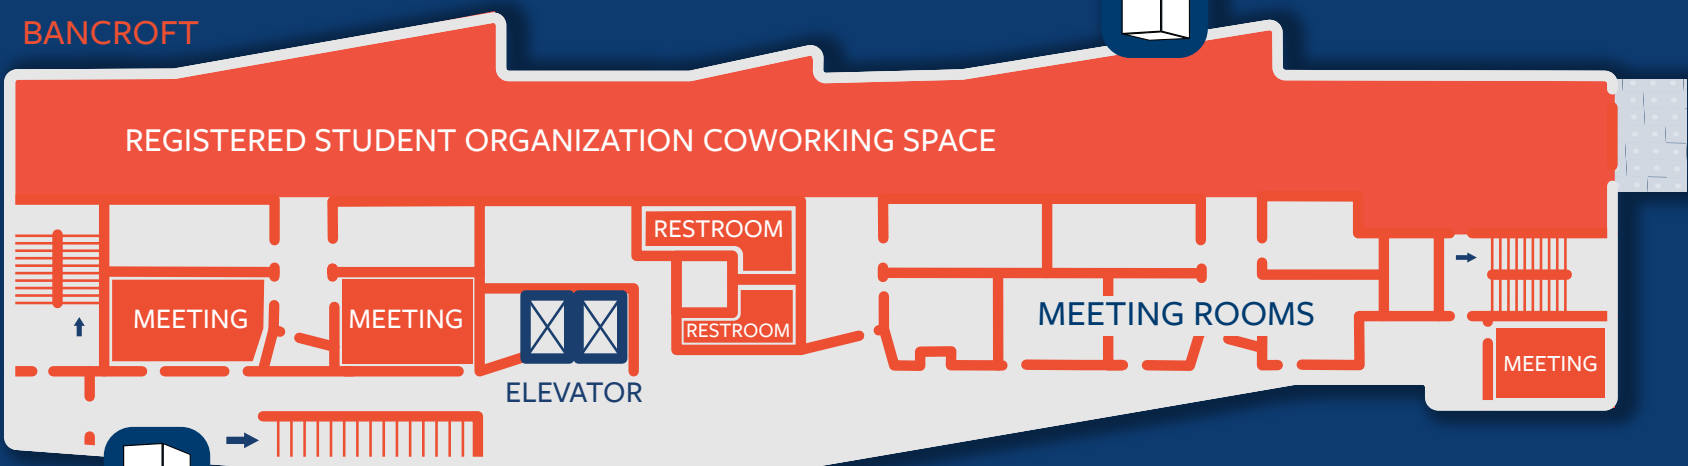 BANCROFT
REGISTERED STUDENT ORGANIZATION COWORKING SPACE
RESTROOM
MEETING
MEETING
RESTROOM
MEETING ROOMS
MEETING
ELEVATOR